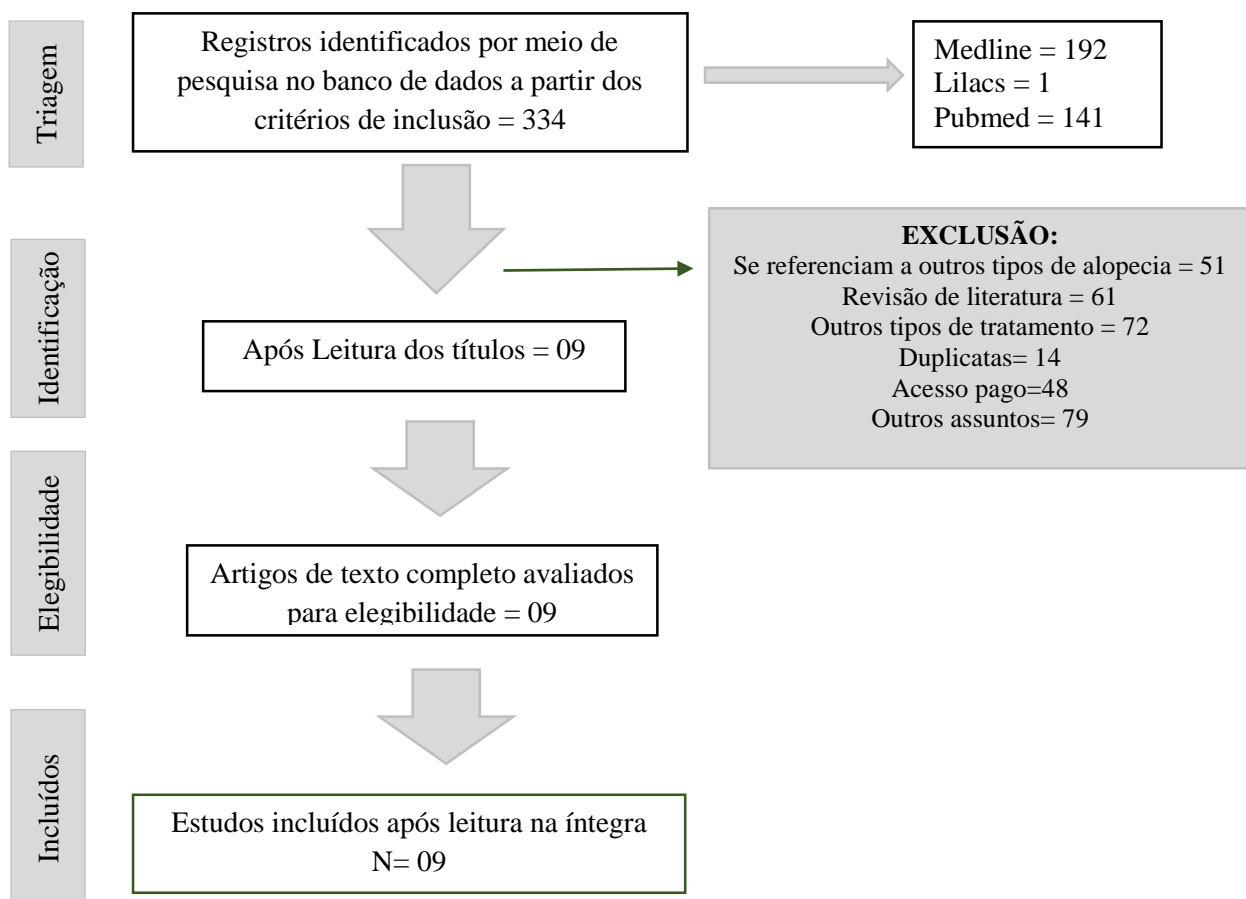 Triagem
Registros identificados por meio de
pesquisa no banco de dados a partir dos
critérios de inclusão = 334
Medline = 192
Lilacs = 1
Pubmed = 141
Identificação
EXCLUSÃO:
Se referenciam a outros tipos de alopecia = 51
Revisão de literatura = 61
Outros tipos de tratamento = 72
Duplicatas= 14
Acesso pago=48
Outros assuntos= 79
Após Leitura dos títulos = 09
Elegibilidade
Artigos de texto completo avaliados
para elegibilidade = 09
Incluídos
Estudos incluídos após leitura na íntegra
N= 09